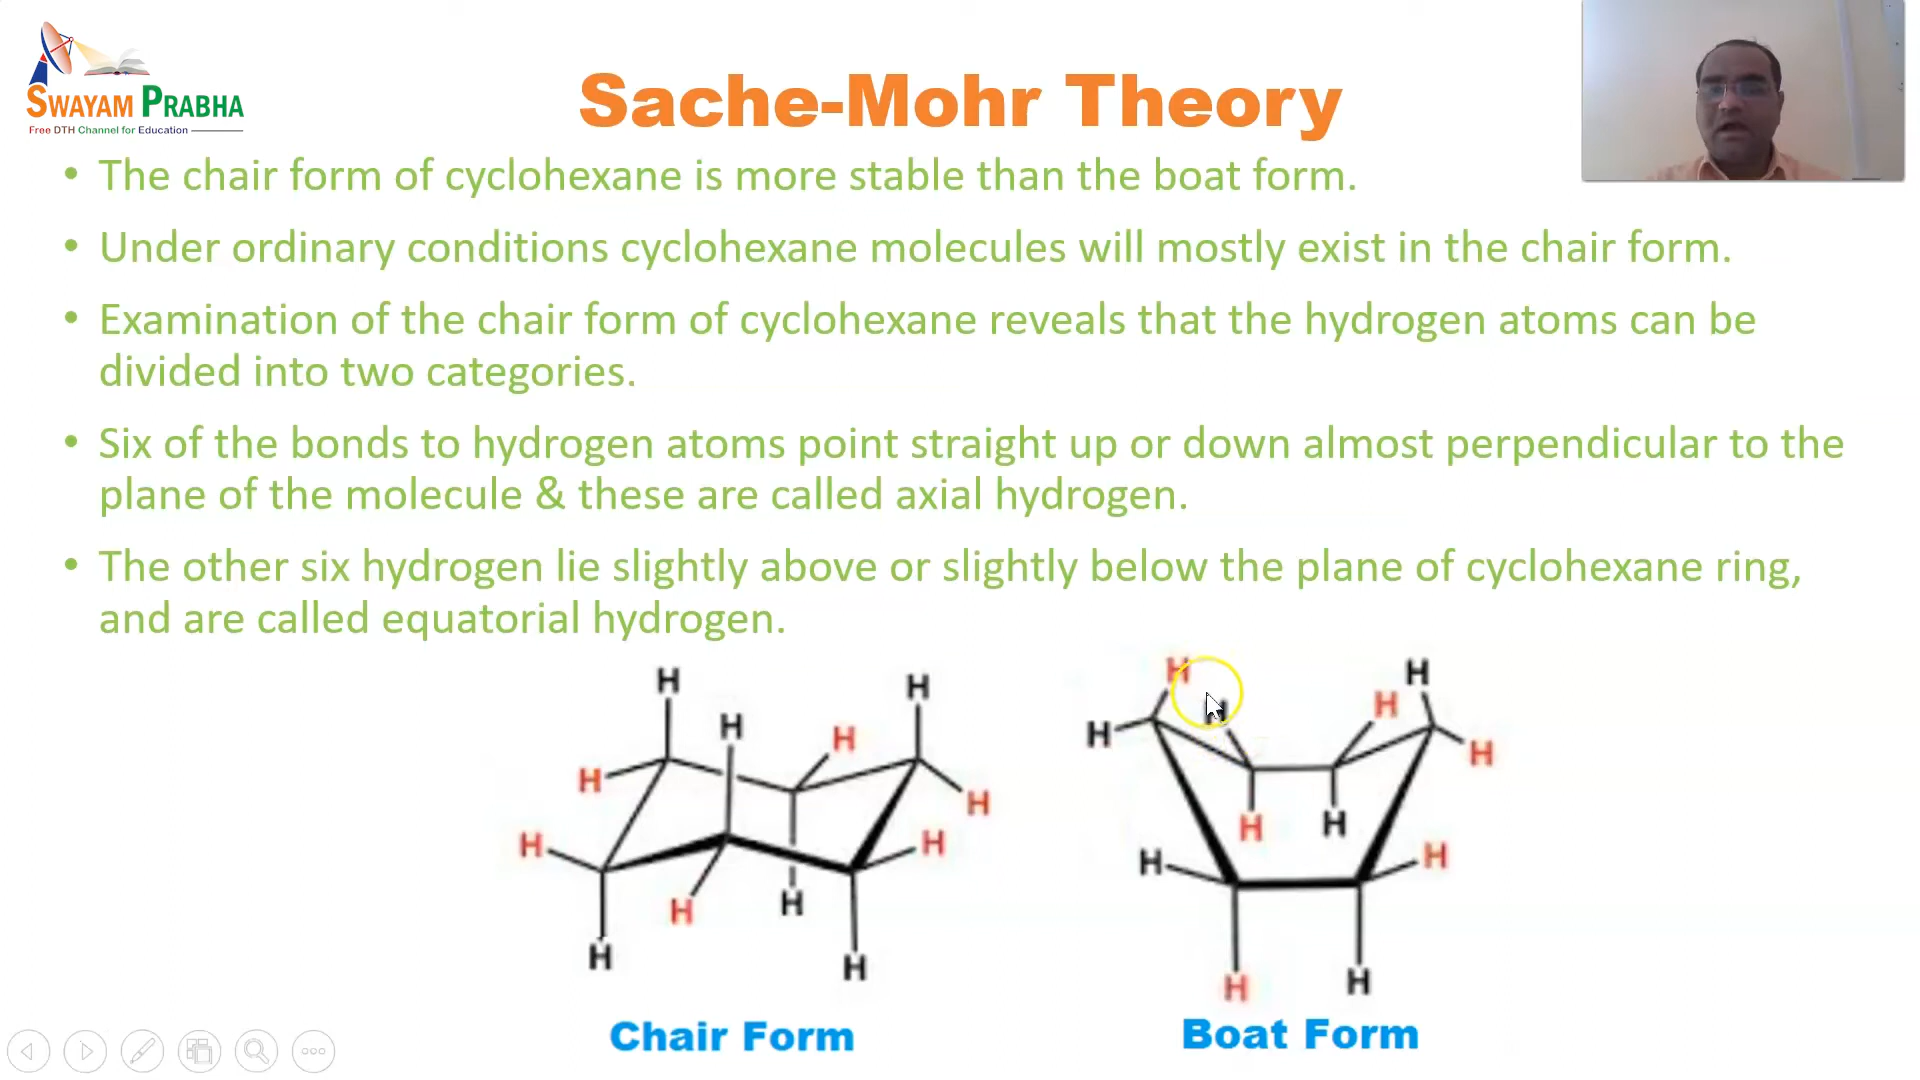 SWAYAM PRABHA
Free DTH Channel for Education
Sache-Mohr Theory
• The chair form of cyclohexane is more stable than the boat form.
• Under ordinary conditions cyclohexane molecules will mostly exist in the chair form.
• Examination of the chair form of cyclohexane reveals that the hydrogen atoms can be
divided into two categories.
• Six of the bonds to hydrogen atoms point straight up or down almost perpendicular to the
plane of the molecule & these are called axial hydrogen.
• The other six hydrogen lie slightly above or slightly below the plane of cyclohexane ring,
and are called equatorial hydrogen.
H H H H H H H H H H H H
Chair Form
H H H H H H H H H H H H
Boat Form